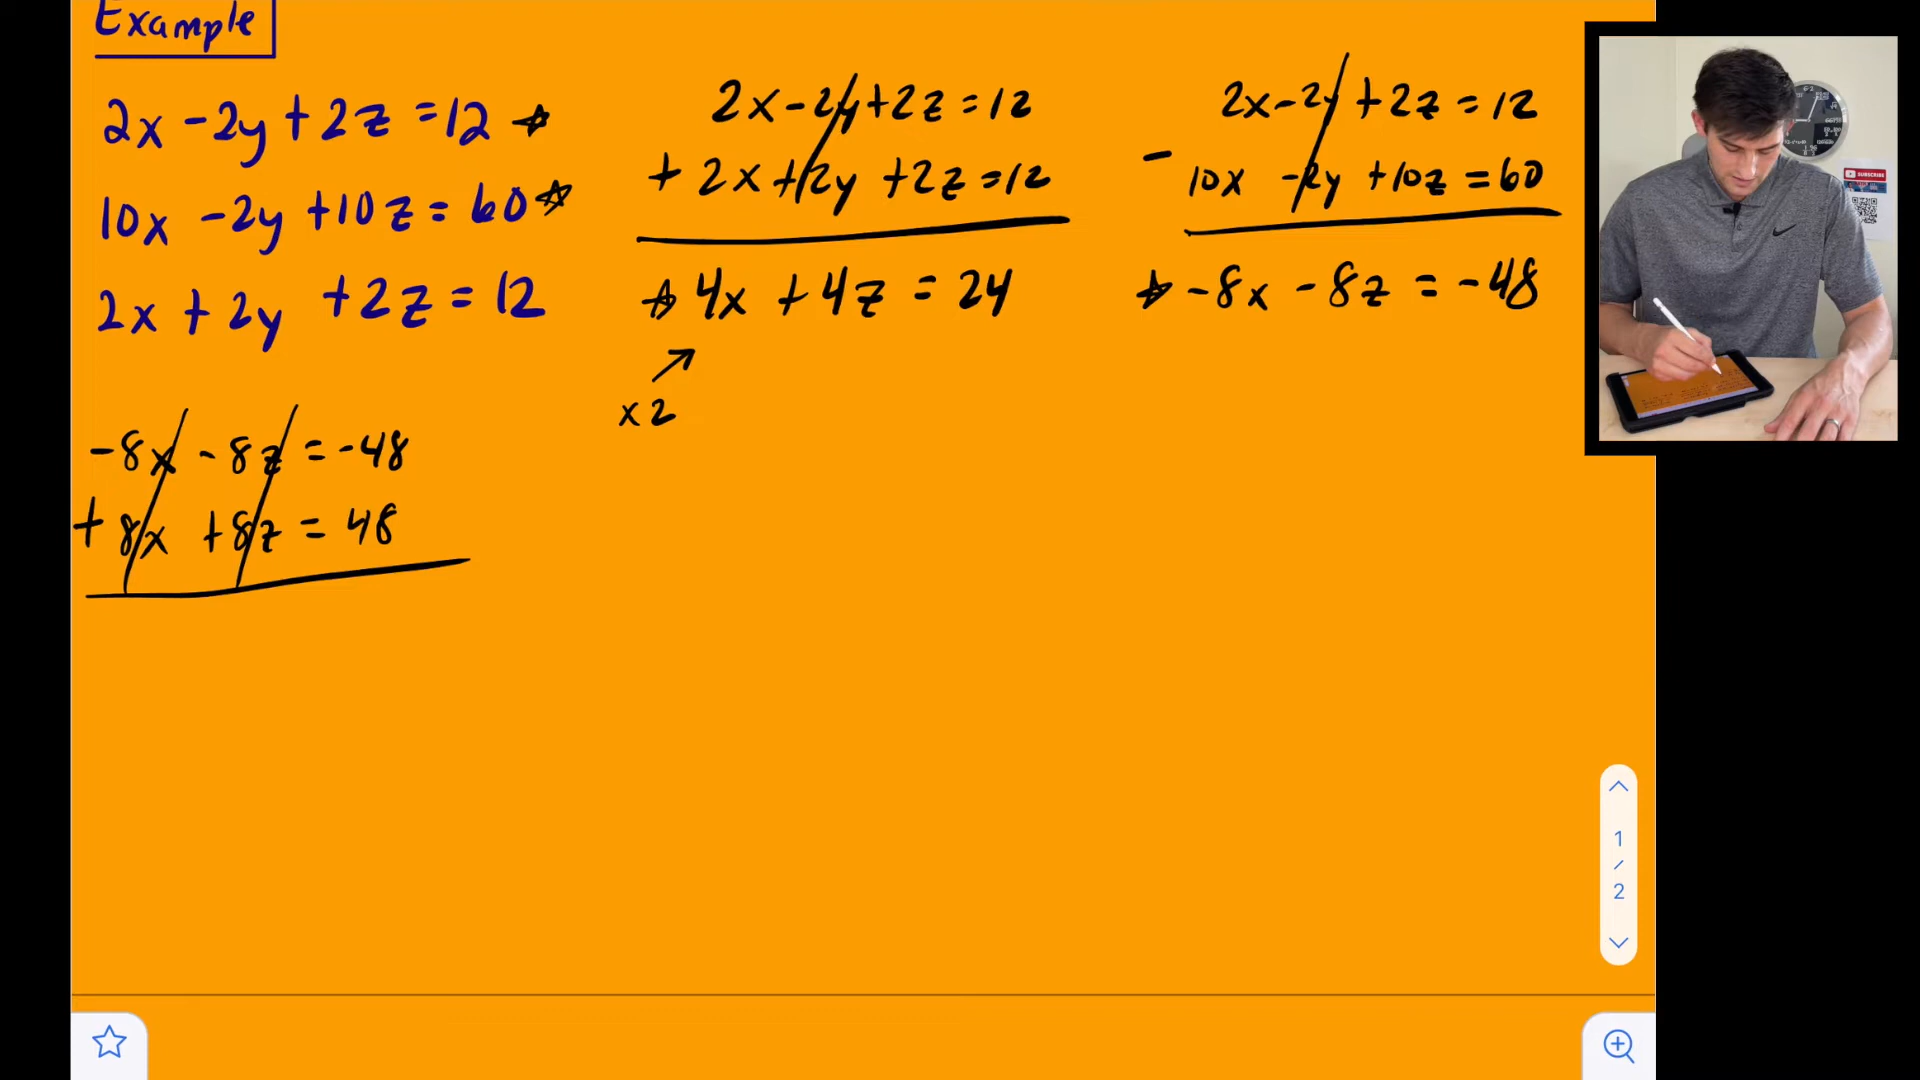 Example
2x - 2y + 2z = 12 ☆
10x - 2y + 10z = 60 ☆
2x + 2y + 2z = 12
2x - 2y + 2z = 12
+ 2x + 2y + 2z = 12
☆ 4x + 4z = 24
x 2
2x - 2y + 2z = 12
- 10x - 2y + 10z = 60
☆ -8x - 8z = -48
-8x - 8z = -48
+ 8x + 8z = 48
SUBSCRIBE
1
/
2